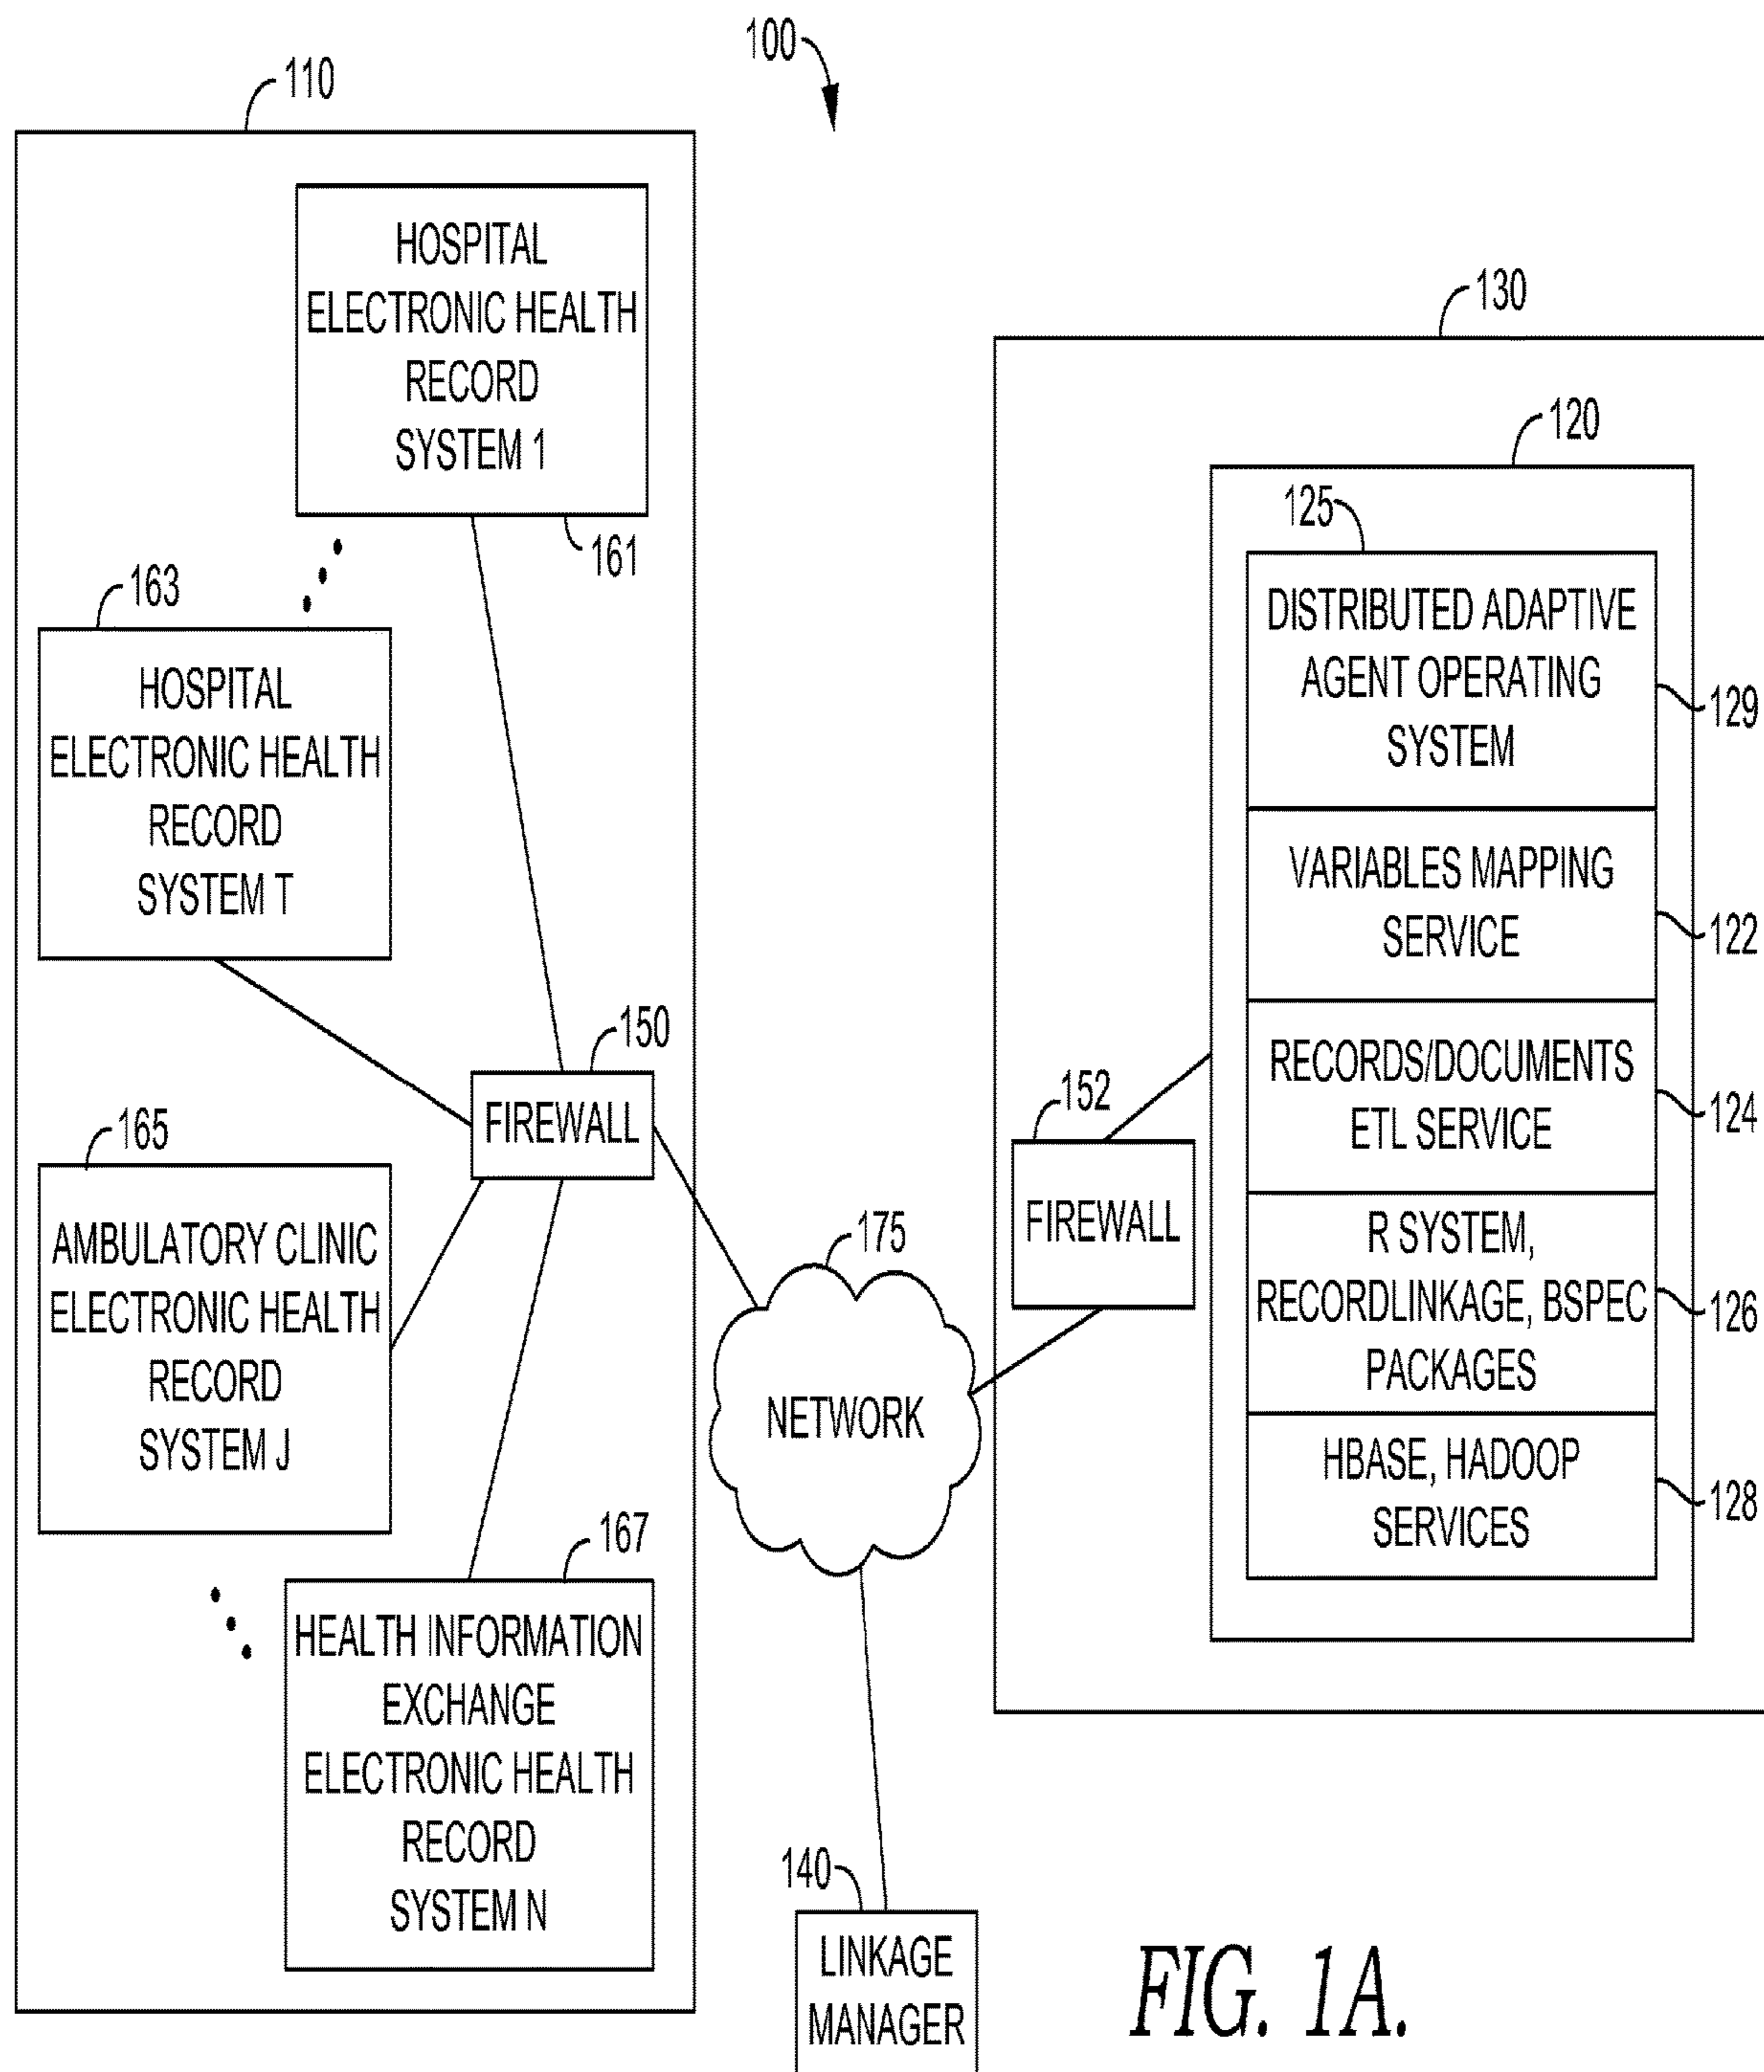 100
110
HOSPITAL
ELECTRONIC HEALTH
RECORD
SYSTEM 1
161
163
HOSPITAL
ELECTRONIC HEALTH
RECORD
SYSTEM T
150
FIREWALL
165
AMBULATORY CLINIC
ELECTRONIC HEALTH
RECORD
SYSTEM J
167
HEALTH INFORMATION
EXCHANGE
ELECTRONIC HEALTH
RECORD
SYSTEM N
175
NETWORK
140
LINKAGE
MANAGER
130
152
FIREWALL
120
125
DISTRIBUTED ADAPTIVE
AGENT OPERATING
SYSTEM
129
VARIABLES MAPPING
SERVICE
122
RECORDS/DOCUMENTS
ETL SERVICE
124
R SYSTEM,
RECORDLINKAGE, BSPEC
PACKAGES
126
HBASE, HADOOP
SERVICES
128
FIG. 1A.